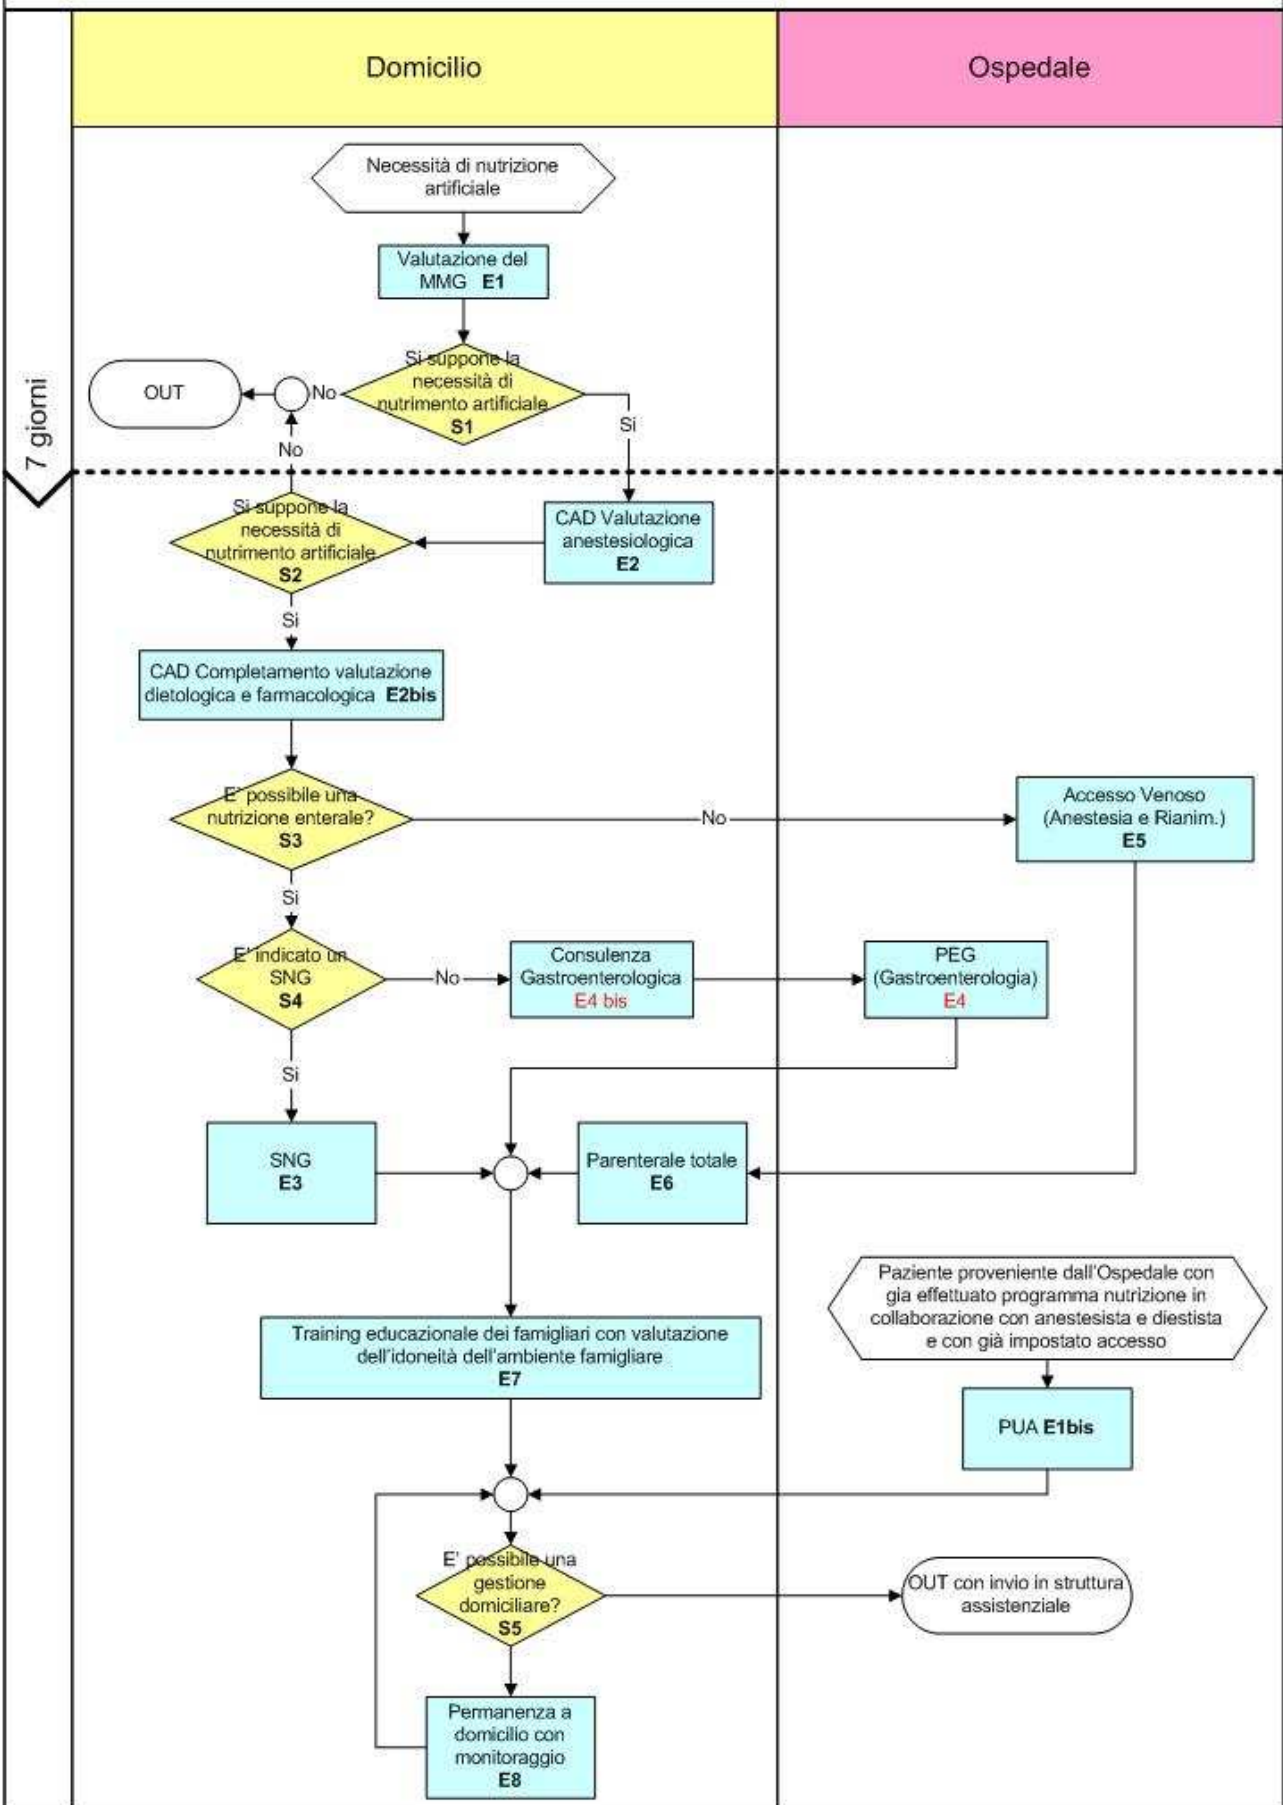 Domicilio
Ospedale
7 giorni
Necessità di nutrizione
artificiale
Valutazione del
MMG E1
Si suppone la
necessità di
nutrimento artificiale
S1
No
OUT
Si
No
Si suppone la
necessità di
nutrimento artificiale
S2
CAD Valutazione
anestesiologica
E2
Si
CAD Completamento valutazione
dietologica e farmacologica E2bis
E' possibile una
nutrizione enterale?
S3
No
Accesso Venoso
(Anestesia e Rianim.)
E5
Si
E' indicato un
SNG
S4
No
Consulenza
Gastroenterologica
E4 bis
PEG
(Gastroenterologia)
E4
Si
SNG
E3
Parenterale totale
E6
Paziente proveniente dall'Ospedale con
gia effettuato programma nutrizione in
collaborazione con anestesista e diestista
e con già impostato accesso
Training educazionale dei famigliari con valutazione
dell'idoneità dell'ambiente famigliare
E7
PUA E1bis
E' possibile una
gestione
domiciliare?
S5
OUT con invio in struttura
assistenziale
Permanenza a
domicilio con
monitoraggio
E8